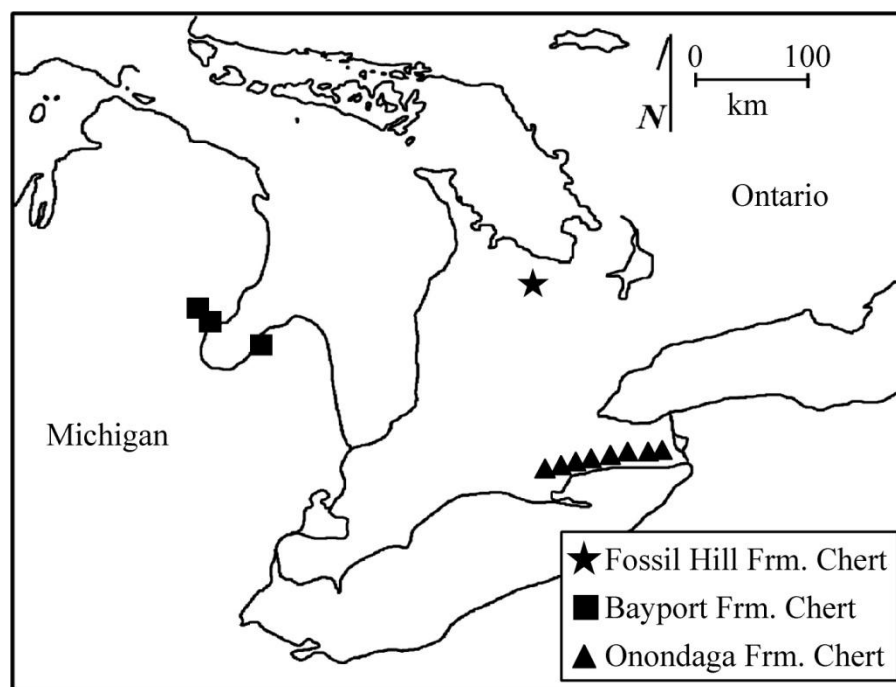 0 100
km
N
Ontario
Michigan
Fossil Hill Frm. Chert
Bayport Frm. Chert
Onondaga Frm. Chert